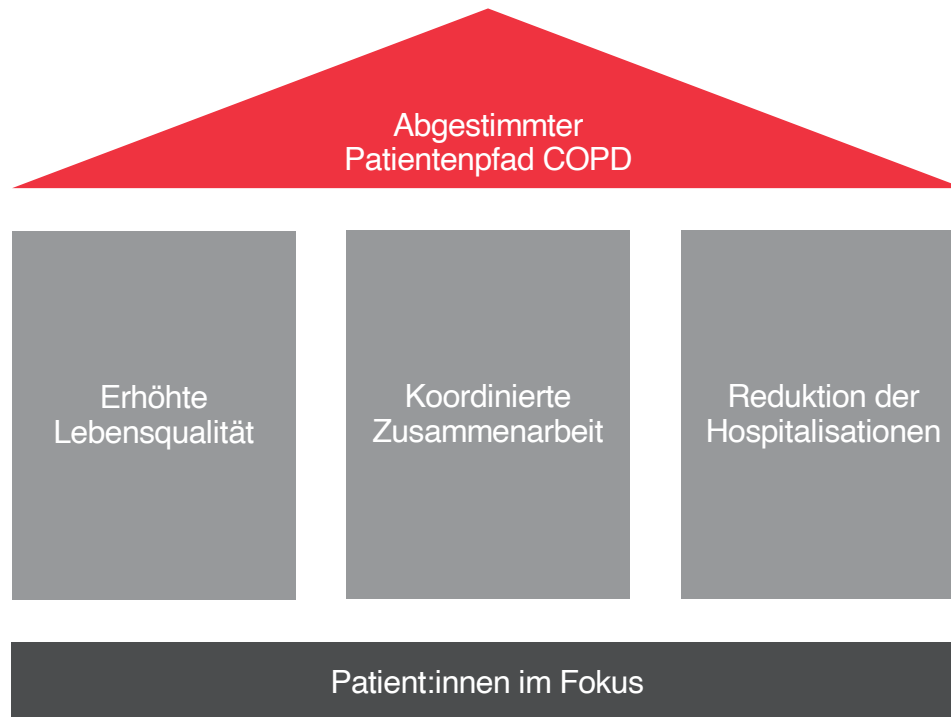 Abgestimmter
Patientenpfad COPD
Erhöhte
Lebensqualität
Koordinierte
Zusammenarbeit
Reduktion der
Hospitalisationen
Patient:innen im Fokus